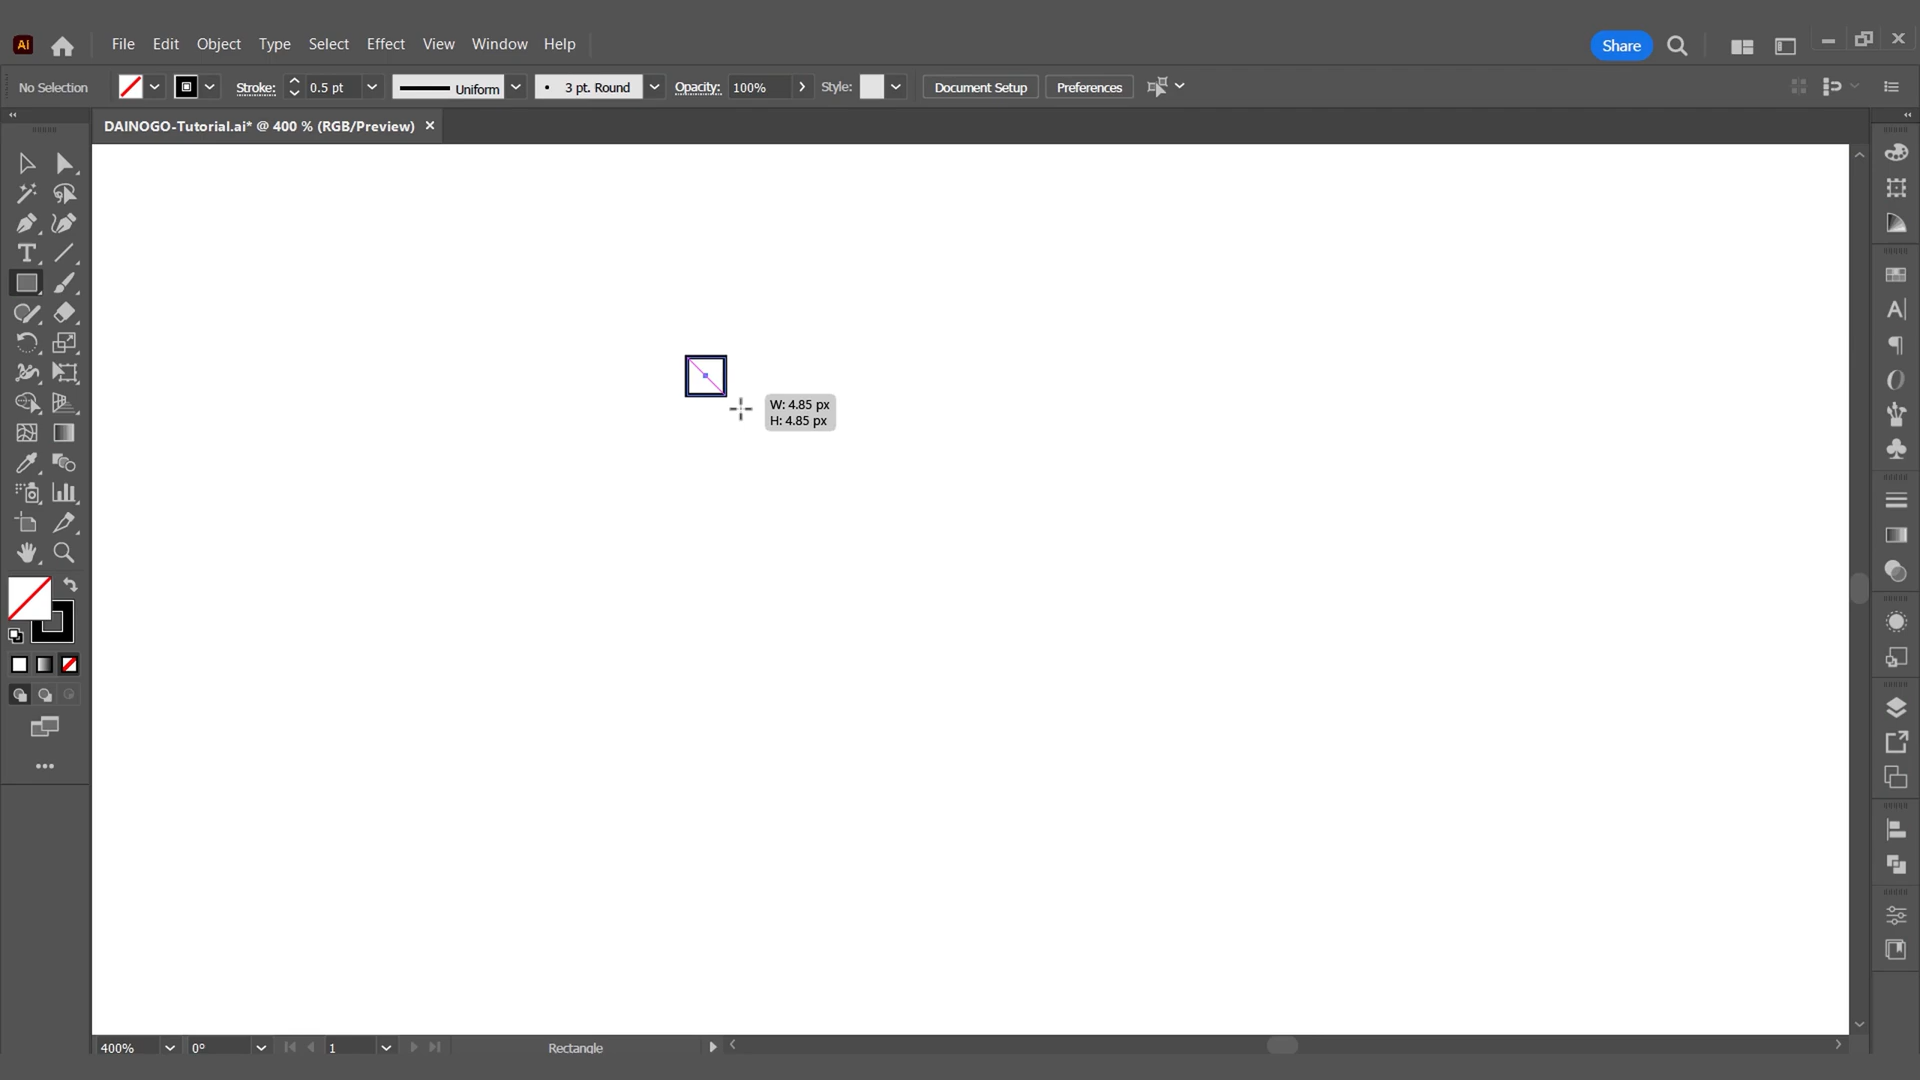 Ai File Edit Object Type Select Effect View Window Help Share
No Selection Stroke: 0.5 pt Uniform 3 pt. Round Opacity: 100% Style: Document Setup Preferences
DAINOGO-Tutorial.ai* @ 400 % (RGB/Preview) ×
W: 4.85 px
H: 4.85 px
400% 0° 1 Rectangle